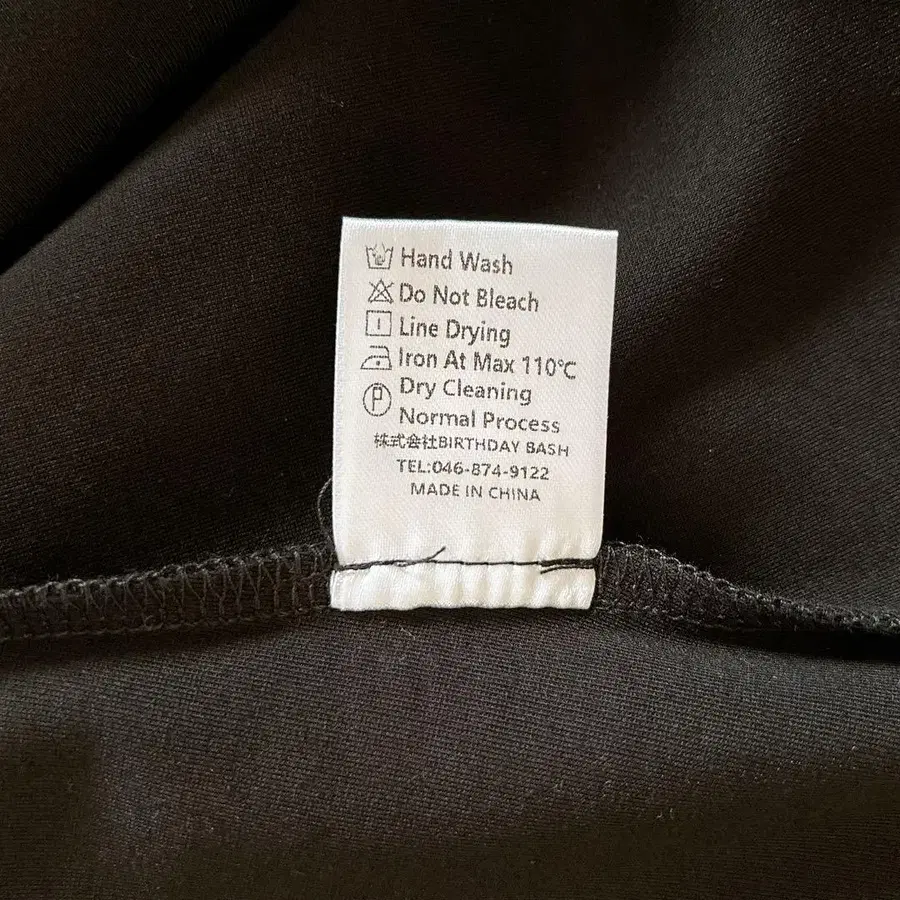 Hand Wash
Do Not Bleach
Line Drying
Iron At Max 110℃
P Dry Cleaning
Normal Process
株式会社BIRTHDAY BASH
TEL:046-874-9122
MADE IN CHINA